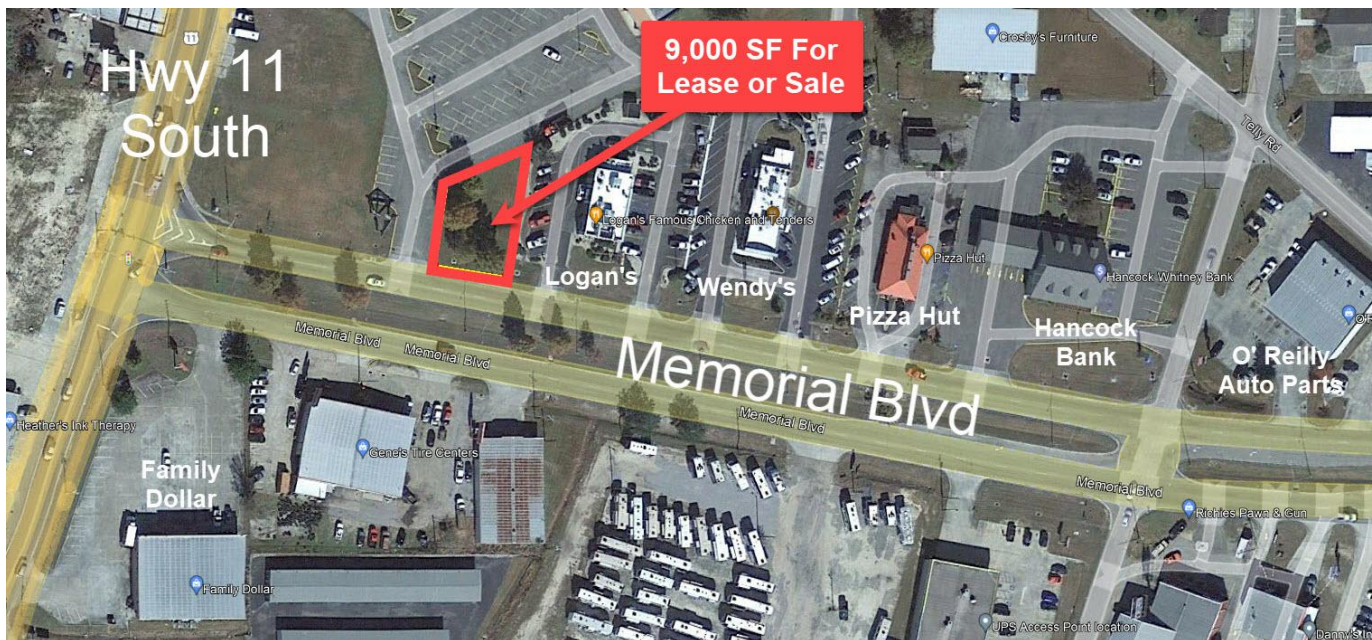 11
Hwy 11
South
9,000 SF For
Lease or Sale
Crosby's Furniture
Telly Rd
Logan's Famous Chicken and Tenders
Pizza Hut
Hancock Whitney Bank
Logan's
Wendy's
Pizza Hut
Hancock
Bank
O' Reilly
Auto Parts
Memorial Blvd
Memorial Blvd
Memorial Blvd
Memorial Blvd
Heather's Ink Therapy
Gene's Tire Centers
Family
Dollar
Memorial Blvd
Richies Pawn & Gun
Family Dollar
UPS Access Point location